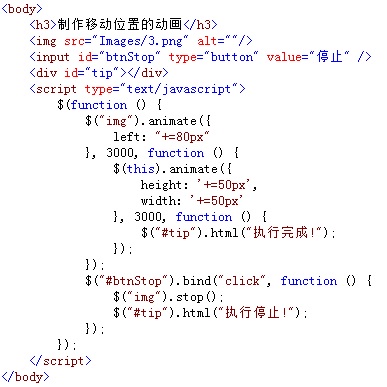 <body>
<h3>制作移动位置的动画</h3>
<img src="Images/3.png" alt=""/>
<input id="btnStop" type="button" value="停止" />
<div id="tip"></div>
<script type="text/javascript">
$(function () {
$("img").animate({
left: "+=80px"
}, 3000, function () {
$(this).animate({
height: '+=50px',
width: '+=50px'
}, 3000, function () {
$("#tip").html("执行完成!");
});
});
$("#btnStop").bind("click", function () {
$("img").stop();
$("#tip").html("执行停止!");
});
});
</script>
</body>